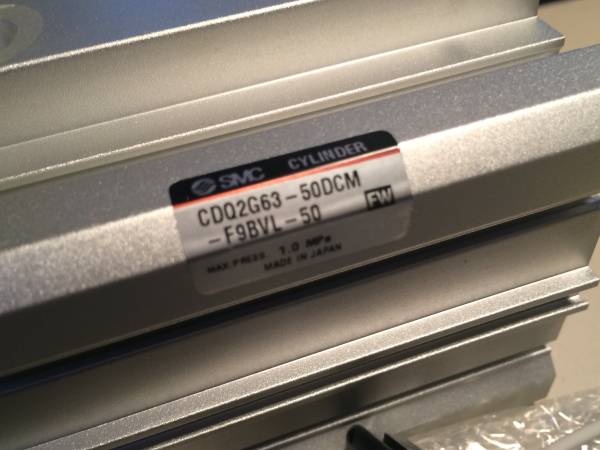 SMC CYLINDER
CDQ2G63-50DCM
-F9BVL-50 FW
MAX.PRESS. 1.0 MPa
MADE IN JAPAN